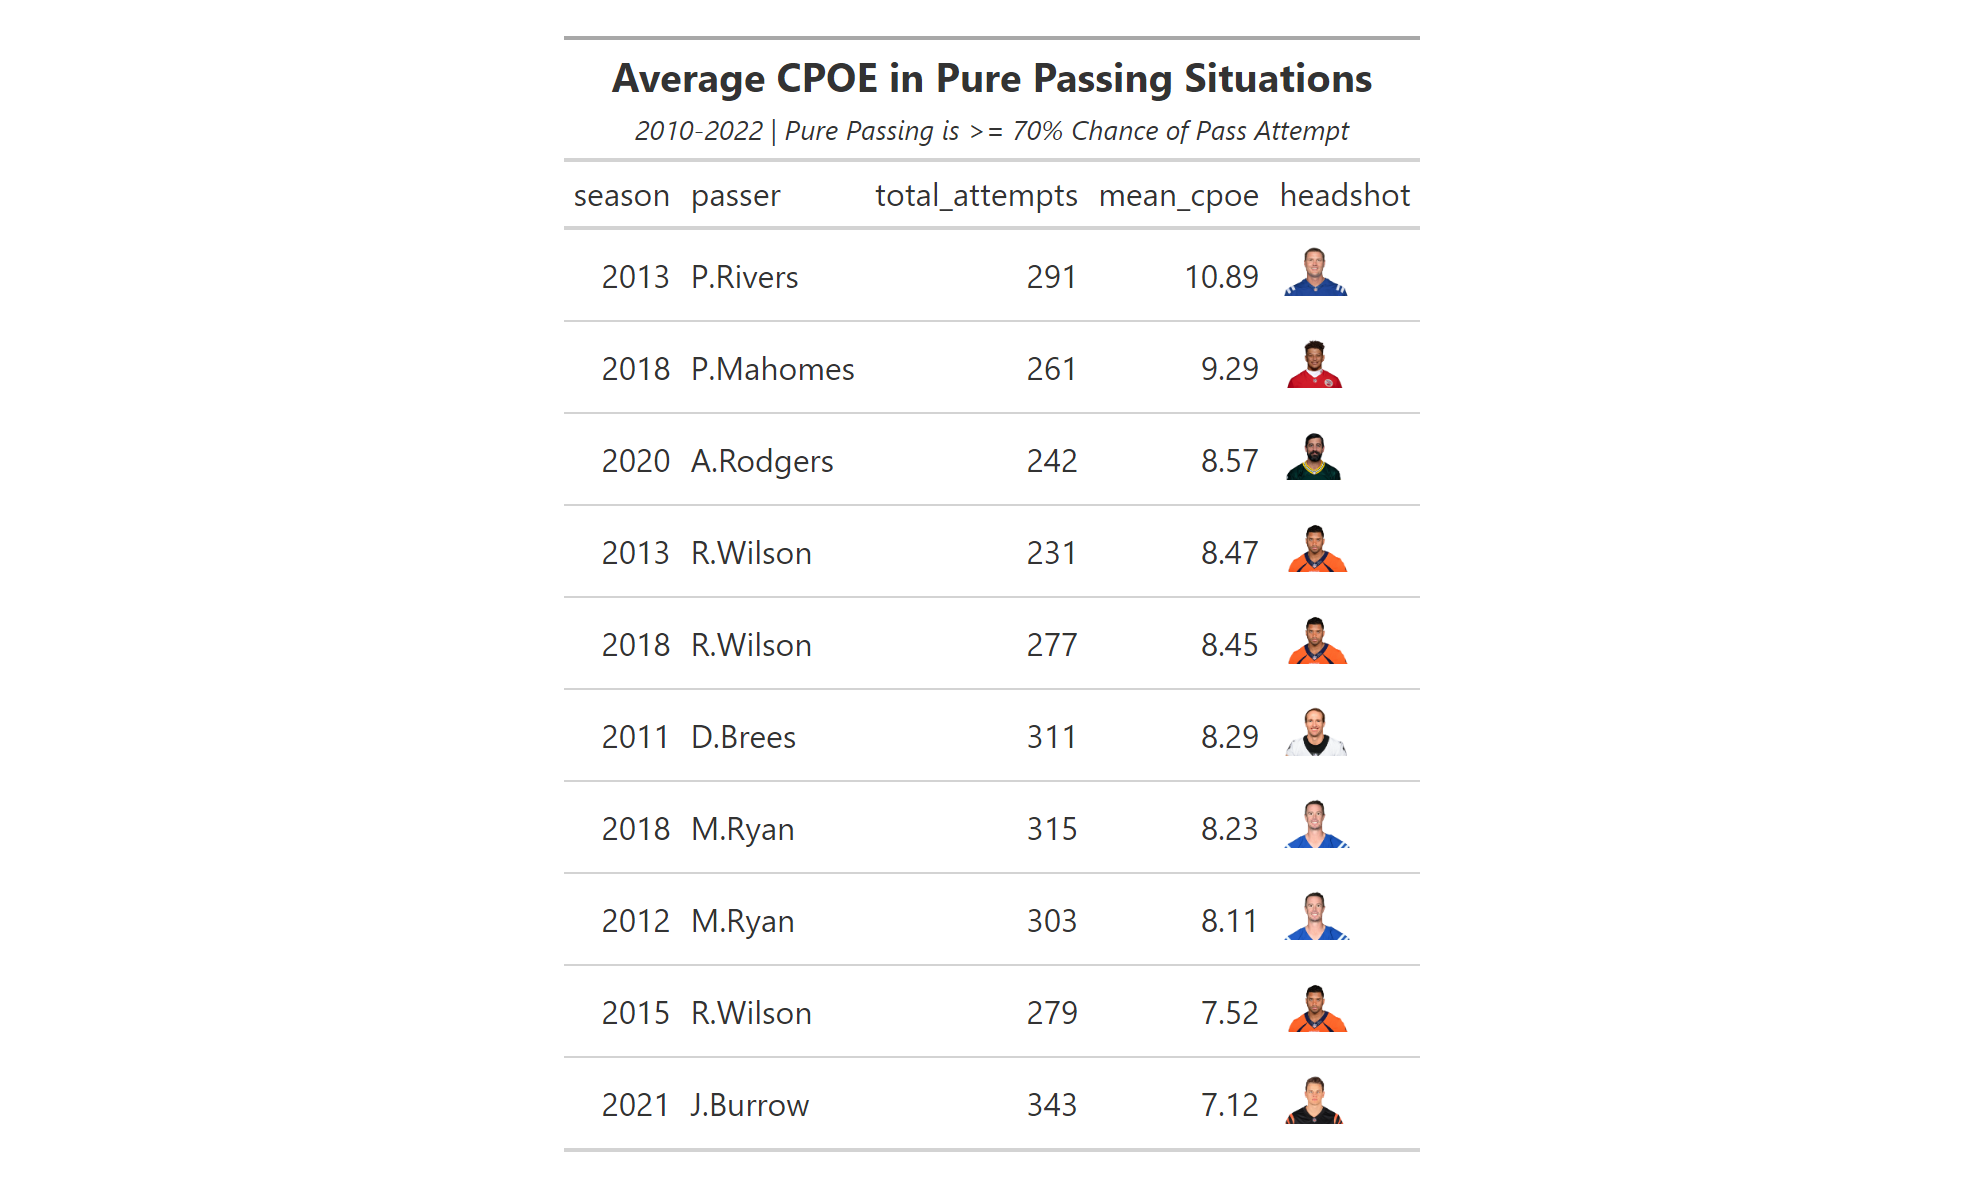 Average CPOE in Pure Passing Situations
2010-2022 | Pure Passing is >= 70% Chance of Pass Attempt
season passer total_attempts mean_cpoe headshot
2013 P.Rivers 291 10.89
2018 P.Mahomes 261 9.29
2020 A.Rodgers 242 8.57
2013 R.Wilson 231 8.47
2018 R.Wilson 277 8.45
2011 D.Brees 311 8.29
2018 M.Ryan 315 8.23
2012 M.Ryan 303 8.11
2015 R.Wilson 279 7.52
2021 J.Burrow 343 7.12